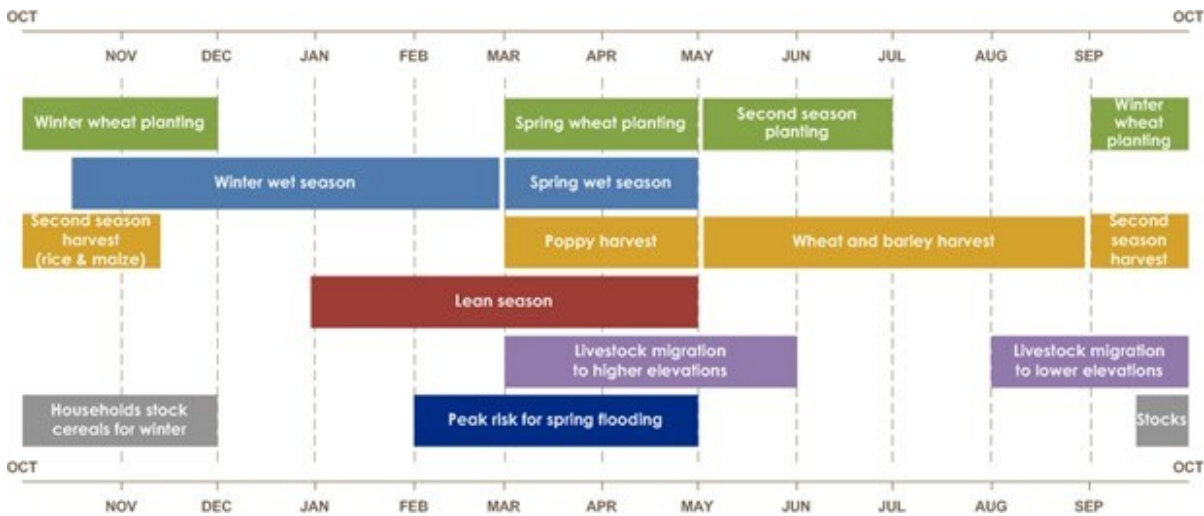 OCT OCT
NOV DEC JAN FEB MAR APR MAY JUN JUL AUG SEP
Winter wheat planting
Spring wheat planting
Second season
planting
Winter
wheat
planting
Winter wet season
Spring wet season
Second season
harvest
(rice & maize)
Poppy harvest
Wheat and barley harvest
Second
season
harvest
Lean season
Livestock migration
to higher elevations
Livestock migration
to lower elevations
Households stock
cereals for winter
Peak risk for spring flooding
Stocks
OCT OCT
NOV DEC JAN FEB MAR APR MAY JUN JUL AUG SEP